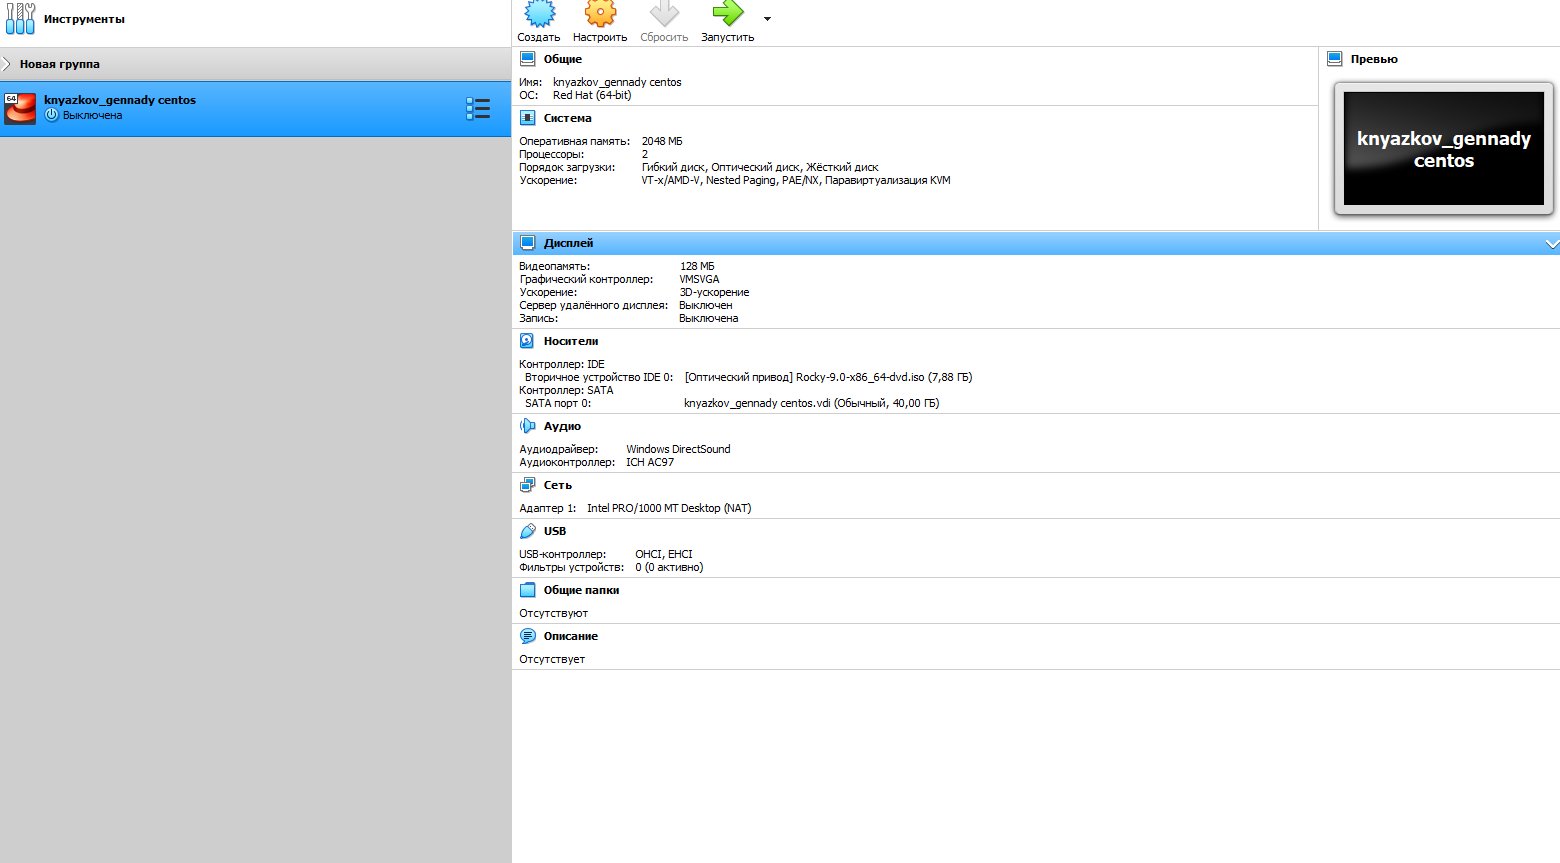 Инструменты
Новая группа
64
knyazkov_gennady centos
Выключена
Создать Настроить Сбросить Запустить
Общие
Имя: knyazkov_gennady centos
ОС: Red Hat (64-bit)
Система
Оперативная память: 2048 МБ
Процессоры: 2
Порядок загрузки: Гибкий диск, Оптический диск, Жёсткий диск
Ускорение: VT-x/AMD-V, Nested Paging, PAE/NX, Паравиртуализация KVM
Превью
knyazkov_gennady
centos
Дисплей
Видеопамять: 128 МБ
Графический контроллер: VMSVGA
Ускорение: 3D-ускорение
Сервер удалённого дисплея: Выключен
Запись: Выключена
Носители
Контроллер: IDE
Вторичное устройство IDE 0: [Оптический привод] Rocky-9.0-x86_64-dvd.iso (7,88 ГБ)
Контроллер: SATA
SATA порт 0: knyazkov_gennady centos.vdi (Обычный, 40,00 ГБ)
Аудио
Аудиодрайвер: Windows DirectSound
Аудиоконтроллер: ICH AC97
Сеть
Адаптер 1: Intel PRO/1000 MT Desktop (NAT)
USB
USB-контроллер: OHCI, EHCI
Фильтры устройств: 0 (0 активно)
Общие папки
Отсутствуют
Описание
Отсутствует